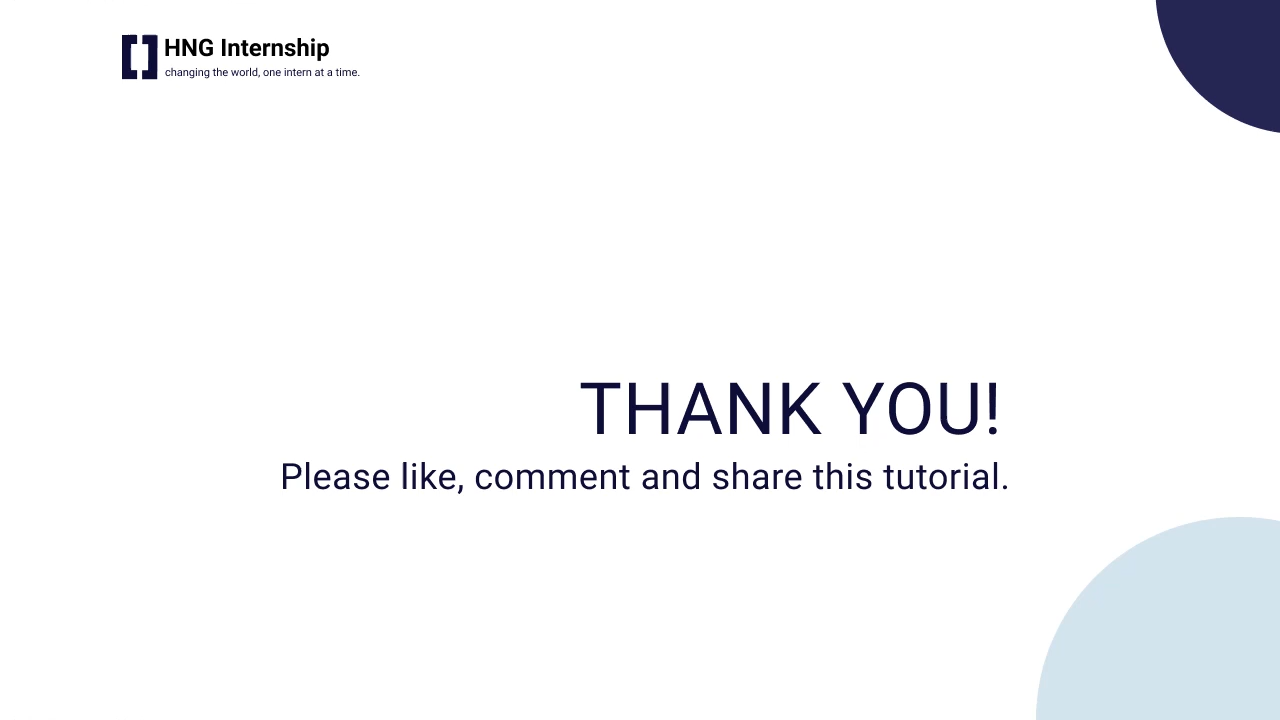 HNG Internship
changing the world, one intern at a time.
THANK YOU!
Please like, comment and share this tutorial.